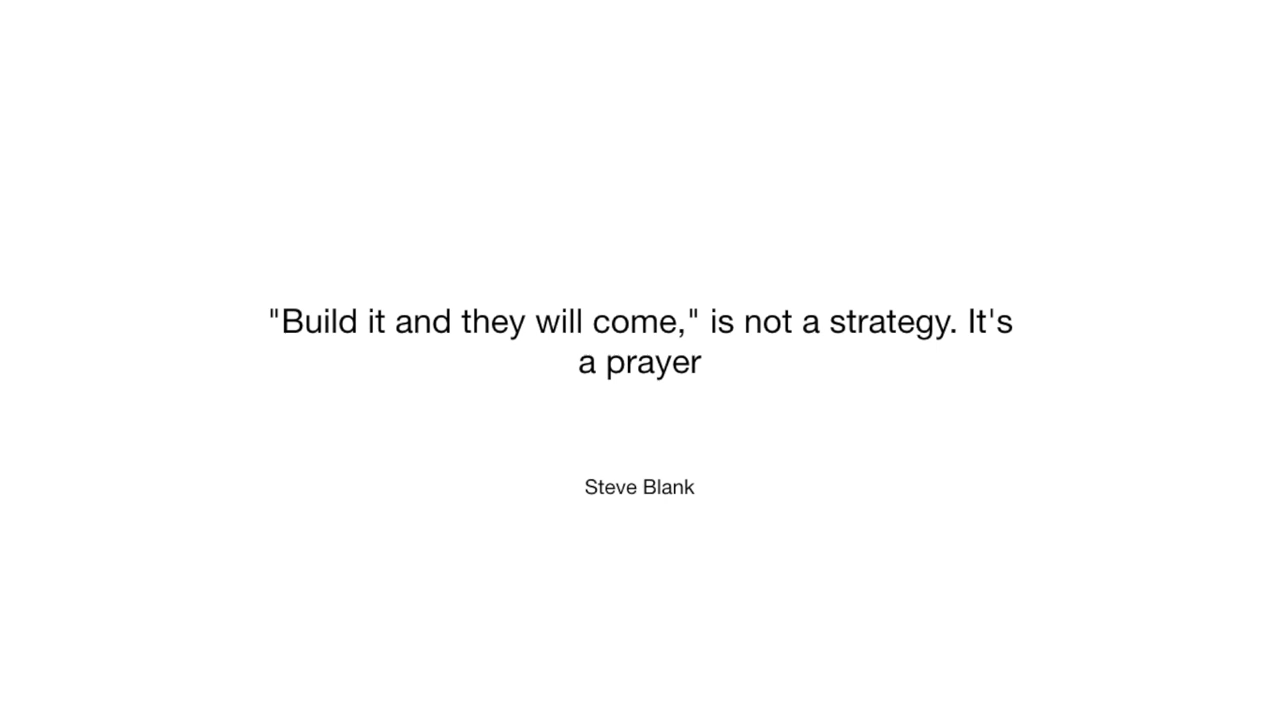 "Build it and they will come," is not a strategy. It's
a prayer
Steve Blank